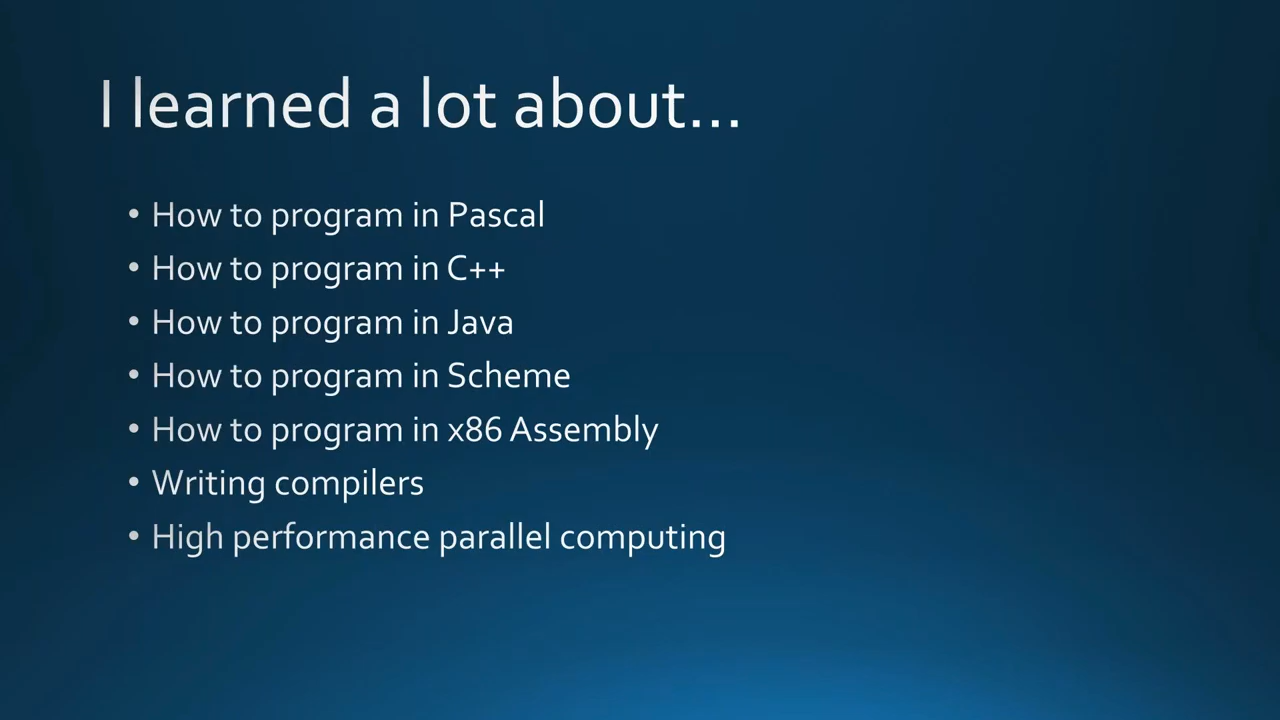 I learned a lot about...
• How to program in Pascal
• How to program in C++
• How to program in Java
• How to program in Scheme
• How to program in x86 Assembly
• Writing compilers
• High performance parallel computing